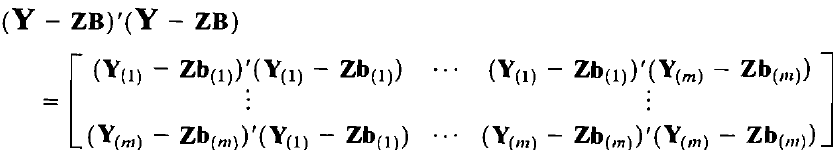 (Y − ZB)′(Y − ZB)
= [ (Y₍₁₎ − Zb₍₁₎)′(Y₍₁₎ − Zb₍₁₎) ⋯ (Y₍₁₎ − Zb₍₁₎)′(Y₍ₘ₎ − Zb₍ₘ₎)
⋮ ⋮
(Y₍ₘ₎ − Zb₍ₘ₎)′(Y₍₁₎ − Zb₍₁₎) ⋯ (Y₍ₘ₎ − Zb₍ₘ₎)′(Y₍ₘ₎ − Zb₍ₘ₎) ]